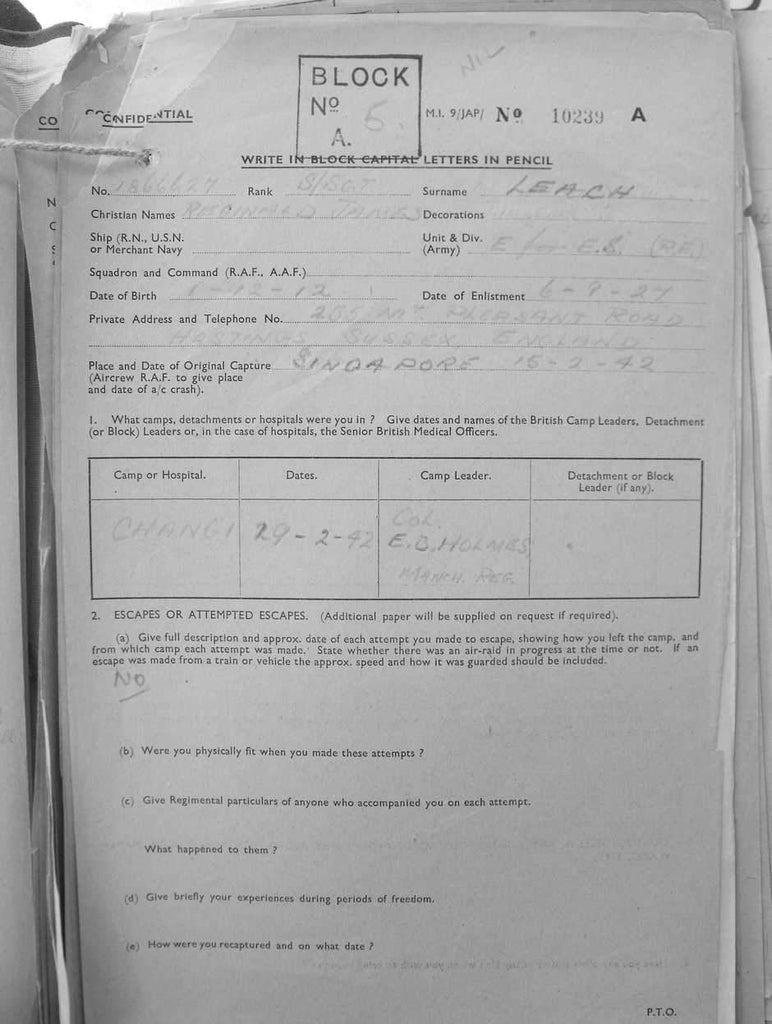 NIL
BLOCK
Nº 5.
A.
CO
CONFIDENTIAL
M.I. 9/JAP/ Nº 10239 A
WRITE IN BLOCK CAPITAL LETTERS IN PENCIL
No. 1866627 Rank S/SGT Surname LEACH
Christian Names REGINALD JAMES Decorations
Ship (R.N., U.S.N. or Merchant Navy
Unit & Div. (Army) E. B. (R.E.)
Squadron and Command (R.A.F., A.A.F.)
Date of Birth 1-12-12 Date of Enlistment 6-9-27
Private Address and Telephone No. 265 MT PLEASANT ROAD
HASTINGS SUSSEX ENGLAND
Place and Date of Original Capture SINGAPORE 15-2-42
(Aircrew R.A.F. to give place
and date of a/c crash).
1. What camps, detachments or hospitals were you in ? Give dates and names of the British Camp Leaders, Detachment
(or Block) Leaders or, in the case of hospitals, the Senior British Medical Officers.
Camp or Hospital. Dates. Camp Leader. Detachment or Block
Leader (if any).
CHANGI 29-2-42 COL.
E.B. HOLMES
MANCH. REG.
2. ESCAPES OR ATTEMPTED ESCAPES. (Additional paper will be supplied on request if required).
(a) Give full description and approx. date of each attempt you made to escape, showing how you left the camp, and
from which camp each attempt was made. State whether there was an air-raid in progress at the time or not. If an
escape was made from a train or vehicle the approx. speed and how it was guarded should be included.
NO
(b) Were you physically fit when you made these attempts ?
(c) Give Regimental particulars of anyone who accompanied you on each attempt.
What happened to them ?
(d) Give briefly your experiences during periods of freedom.
(e) How were you recaptured and on what date ?
P.T.O.